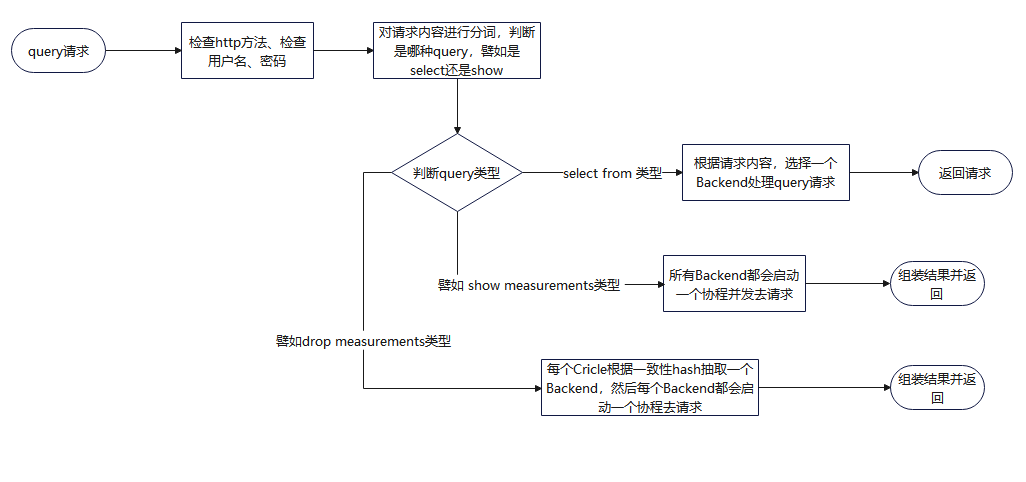 query请求
检查http方法、检查
用户名、密码
对请求内容进行分词，判断
是哪种query，譬如是
select还是show
判断query类型
select from 类型
根据请求内容，选择一个
Backend处理query请求
返回请求
譬如 show measurements类型
所有Backend都会启动
一个协程并发去请求
组装结果并返
回
譬如drop measurements类型
每个Cricle根据一致性hash抽取一个
Backend，然后每个Backend都会启
动一个协程去请求
组装结果并返
回